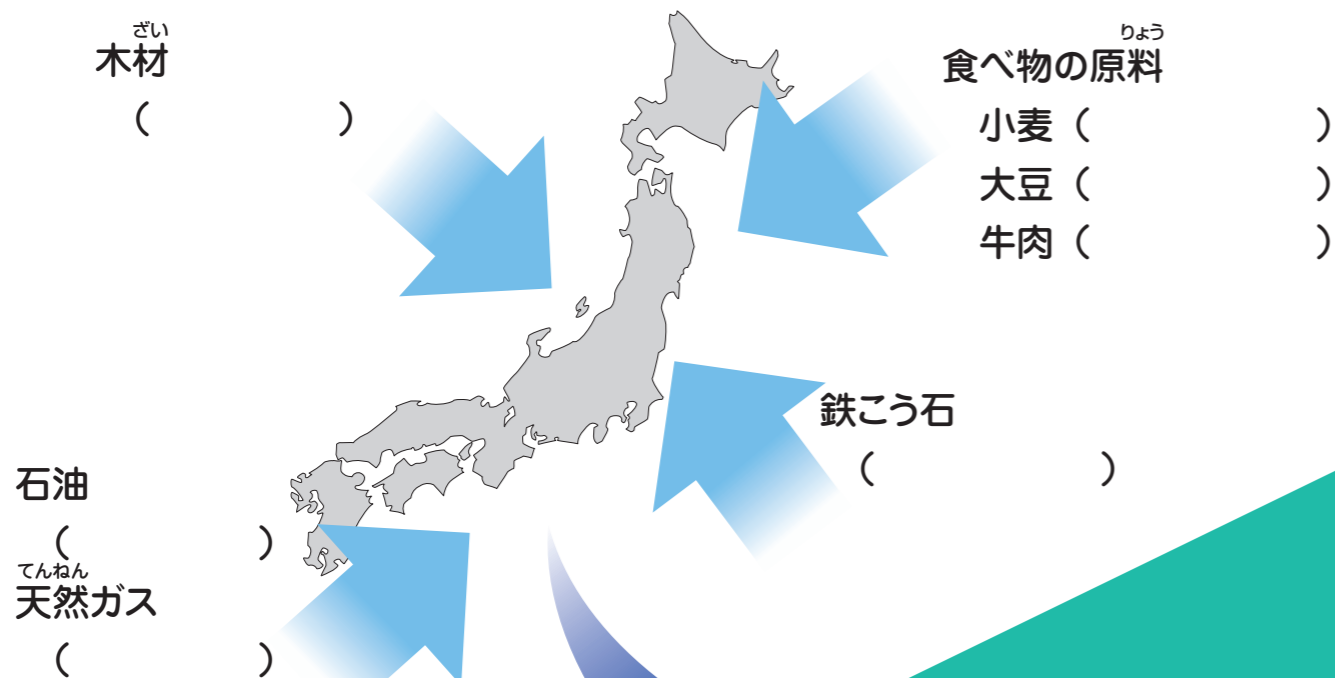 ざい
木材
(　　　　　)
りょう
食べ物の原料
小麦(　　　　　)
大豆(　　　　　)
牛肉(　　　　　)
鉄こう石
(　　　　　)
石油
(　　　　　)
てんねん
天然ガス
(　　　　　)